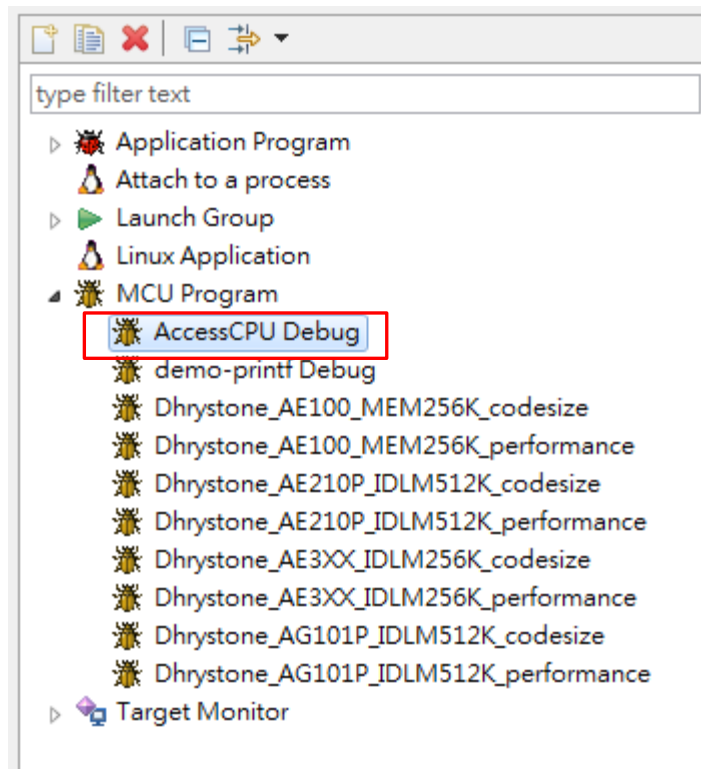 type filter text
Application Program
Attach to a process
Launch Group
Linux Application
MCU Program
AccessCPU Debug
demo-printf Debug
Dhrystone_AE100_MEM256K_codesize
Dhrystone_AE100_MEM256K_performance
Dhrystone_AE210P_IDLM512K_codesize
Dhrystone_AE210P_IDLM512K_performance
Dhrystone_AE3XX_IDLM256K_codesize
Dhrystone_AE3XX_IDLM256K_performance
Dhrystone_AG101P_IDLM512K_codesize
Dhrystone_AG101P_IDLM512K_performance
Target Monitor